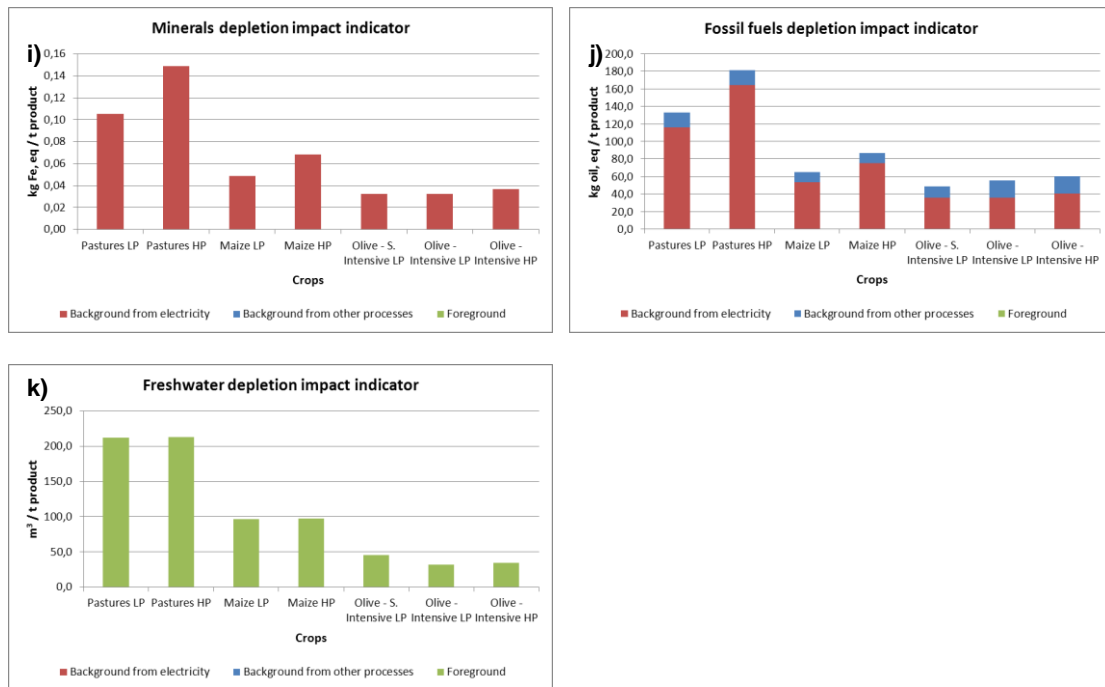 i)
Minerals depletion impact indicator
kg Fe, eq / t product
0,16
0,14
0,12
0,10
0,08
0,06
0,04
0,02
0,00
Pastures LP Pastures HP Maize LP Maize HP Olive - S. Intensive LP Olive - Intensive LP Olive - Intensive HP
Crops
Background from electricity Background from other processes Foreground
j)
Fossil fuels depletion impact indicator
kg oil, eq / t product
200,0
180,0
160,0
140,0
120,0
100,0
80,0
60,0
40,0
20,0
0,0
Pastures LP Pastures HP Maize LP Maize HP Olive - S. Intensive LP Olive - Intensive LP Olive - Intensive HP
Crops
Background from electricity Background from other processes Foreground
k)
Freshwater depletion impact indicator
m³ / t product
250,0
200,0
150,0
100,0
50,0
0,0
Pastures LP Pastures HP Maize LP Maize HP Olive - S. Intensive LP Olive - Intensive LP Olive - Intensive HP
Crops
Background from electricity Background from other processes Foreground